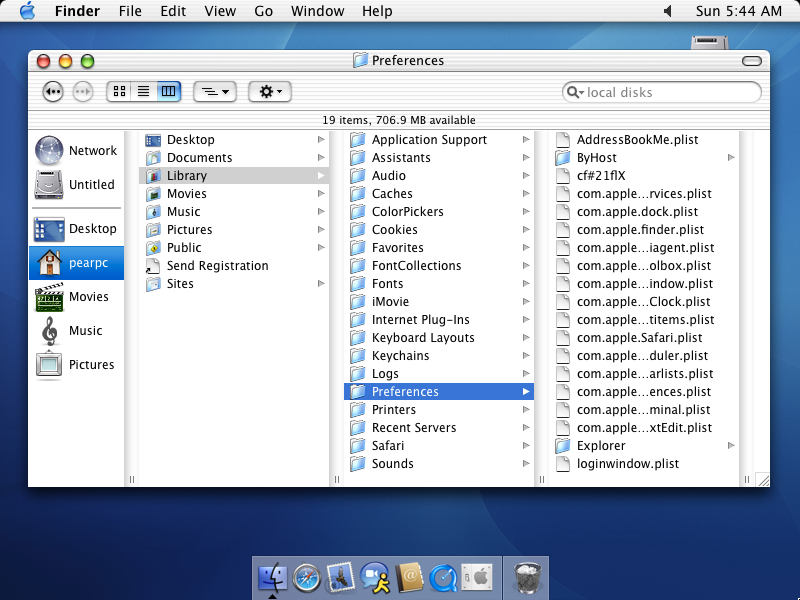 Finder File Edit View Go Window Help Sun 5:44 AM
Preferences
local disks
19 items, 706.9 MB available
Network
Untitled
Desktop
pearpc
Movies
Music
Pictures
Desktop
Documents
Library
Movies
Music
Pictures
Public
Send Registration
Sites
Application Support
Assistants
Audio
Caches
ColorPickers
Cookies
Favorites
FontCollections
Fonts
iMovie
Internet Plug-Ins
Keyboard Layouts
Keychains
Logs
Preferences
Printers
Recent Servers
Safari
Sounds
AddressBookMe.plist
ByHost
cf#21flX
com.apple...rvices.plist
com.apple.dock.plist
com.apple.finder.plist
com.apple...iagent.plist
com.apple...olbox.plist
com.apple...indow.plist
com.apple...Clock.plist
com.apple...titems.plist
com.apple.Safari.plist
com.apple...duler.plist
com.apple...arlists.plist
com.apple...ences.plist
com.apple...minal.plist
com.apple...xtEdit.plist
Explorer
loginwindow.plist